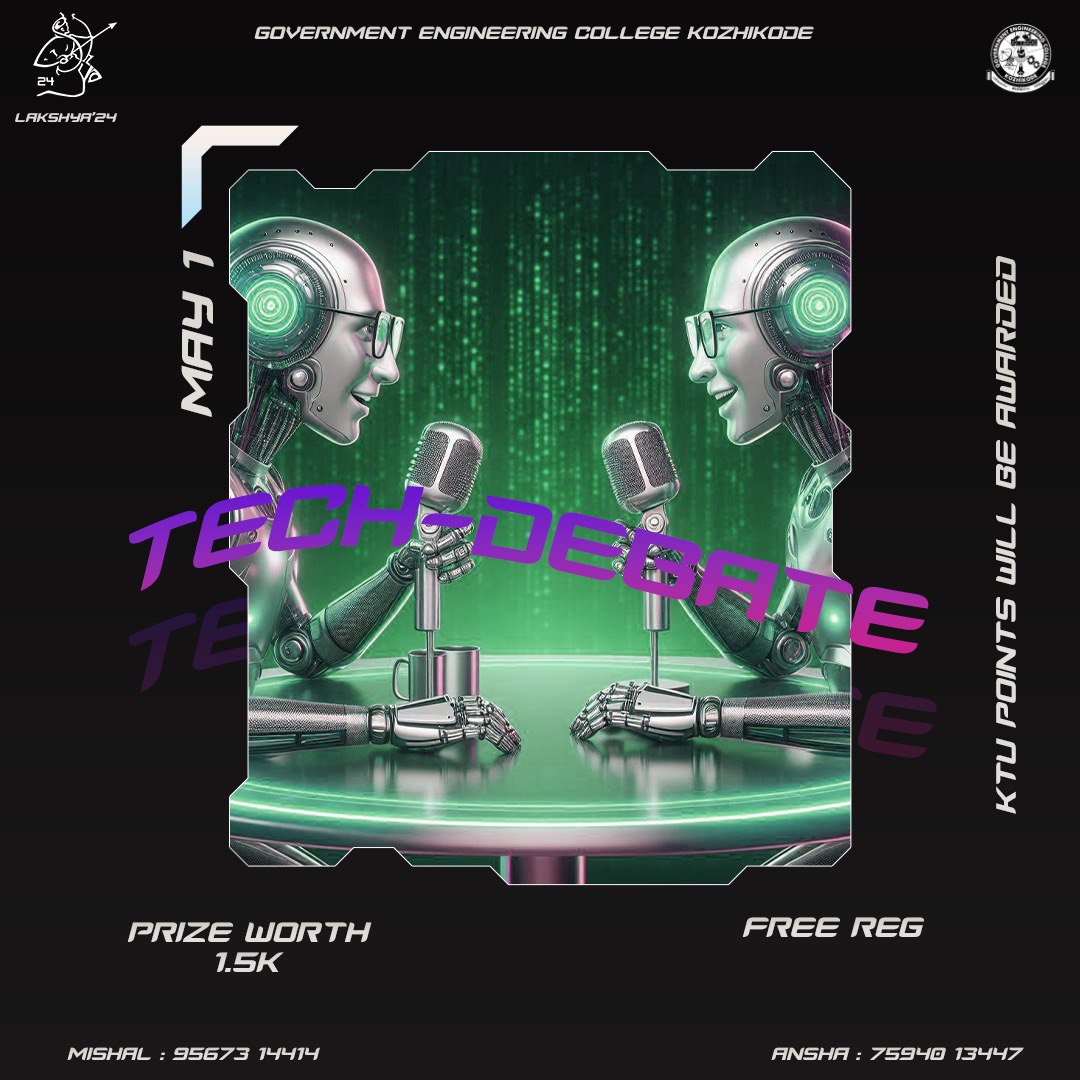 GOVERNMENT ENGINEERING COLLEGE KOZHIKODE
24
LAKSHYA'24
MAY 1
TECH-DEBATE
KTU POINTS WILL BE AWARDED
PRIZE WORTH
1.5K
FREE REG
MISHAL : 95673 14414
ANSHA : 75940 13447